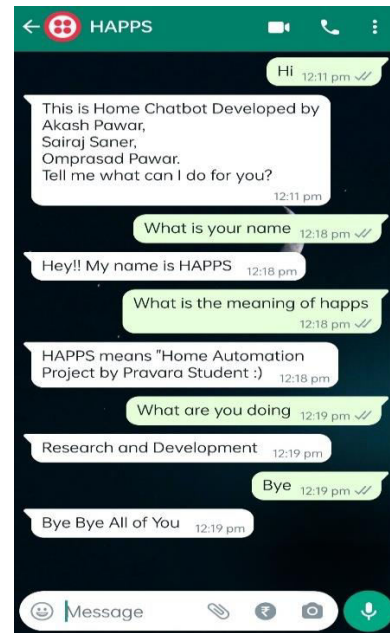 HAPPS
Hi 12:11 pm
This is Home Chatbot Developed by
Akash Pawar,
Sairaj Saner,
Omprasad Pawar.
Tell me what can I do for you?
12:11 pm
What is your name 12:18 pm
Hey!! My name is HAPPS 12:18 pm
What is the meaning of happs
12:18 pm
HAPPS means "Home Automation
Project by Pravara Student :) 12:18 pm
What are you doing 12:19 pm
Research and Development 12:19 pm
Bye 12:19 pm
Bye Bye All of You 12:19 pm
Message